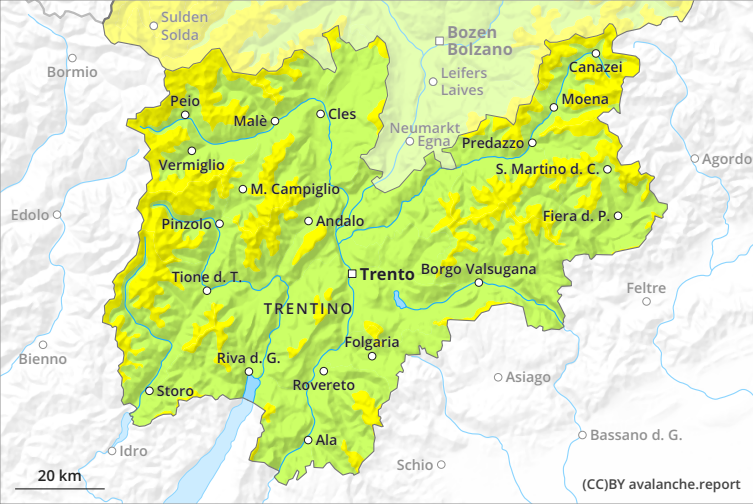 Sulden
Solda
Bozen
Bolzano
Canazei
Bormio
Leifers
Laives
Peio
Moena
Malè
Cles
Neumarkt
Egna
Predazzo
Agordo
Vermiglio
S. Martino d. C.
M. Campiglio
Edolo
Pinzolo
Andalo
Fiera d. P.
Trento
Borgo Valsugana
Tione d. T.
Feltre
TRENTINO
Folgaria
Bienno
Riva d. G.
Rovereto
Asiago
Storo
Ala
Bassano d. G.
Idro
Schio
20 km
(CC)BY avalanche.report